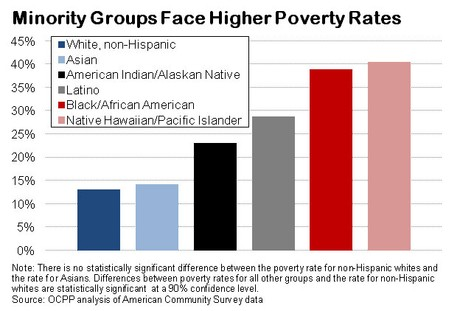 Minority Groups Face Higher Poverty Rates
45%
40%
35%
30%
25%
20%
15%
10%
5%
0%
White, non-Hispanic
Asian
American Indian/Alaskan Native
Latino
Black/African American
Native Hawaiian/Pacific Islander
Note: There is no statistically significant difference between the poverty rate for non-Hispanic whites and
the rate for Asians. Differences between poverty rates for all other groups and the rate for non-Hispanic
whites are statistically significant at a 90% confidence level.
Source: OCPP analysis of American Community Survey data